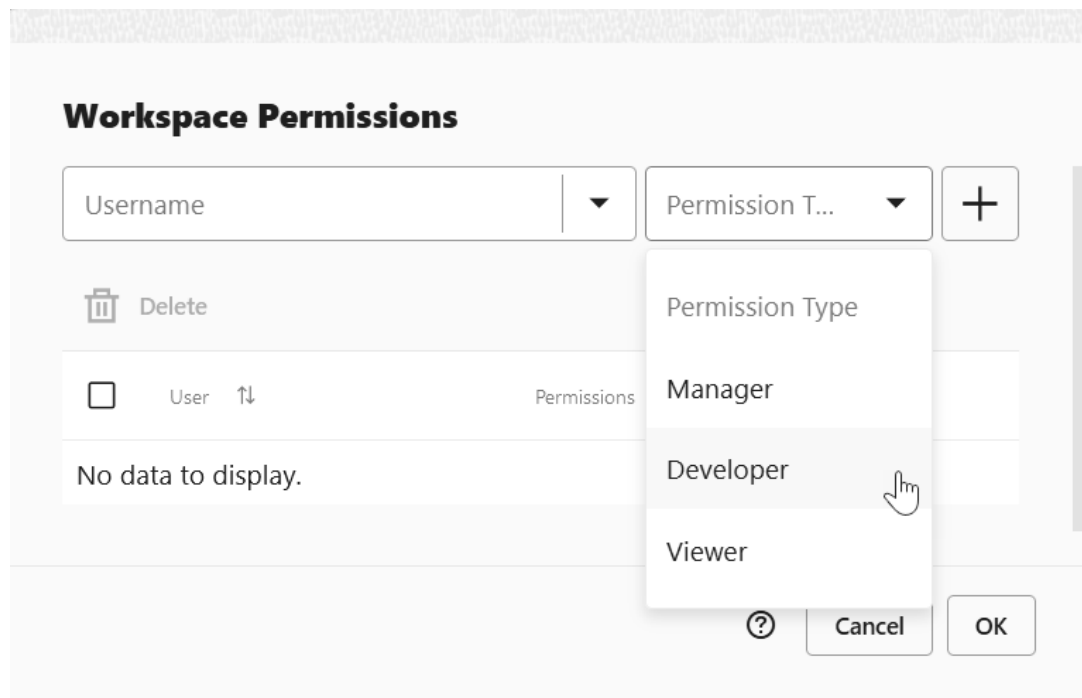 Workspace Permissions
Username
Permission T...
Delete
Permission Type
User
Permissions
Manager
No data to display.
Developer
Viewer
Cancel
OK